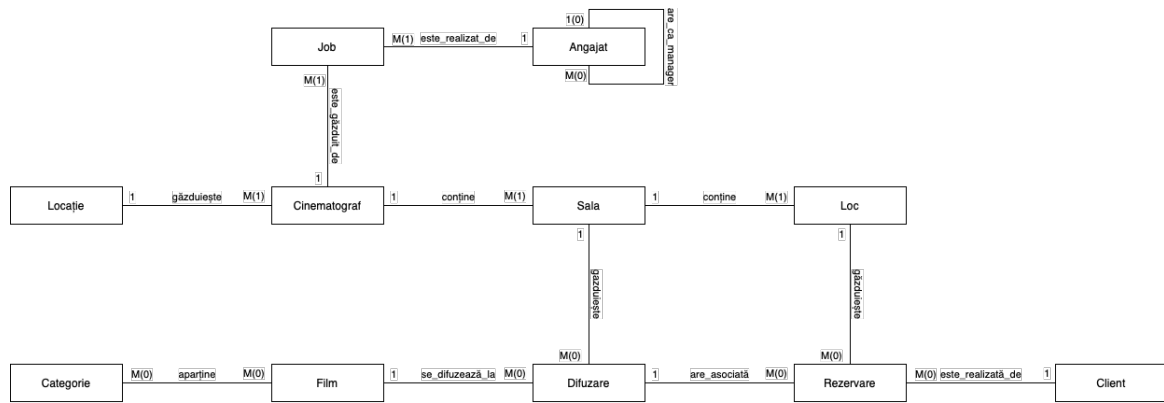 1(0)
are_ca_manager
Job
M(1) este_realizat_de 1
Angajat
M(1)
M(0)
este_găzduit_de
1
Locație
1 găzduiește M(1)
Cinematograf
1 conține M(1)
Sala
1 conține M(1)
Loc
1
1
gazduiește
găzduiește
M(0)
M(0)
Categorie
M(0) aparține M(0)
Film
1 se_difuzează_la M(0)
Difuzare
1 are_asociată M(0)
Rezervare
M(0) este_realizată_de 1
Client